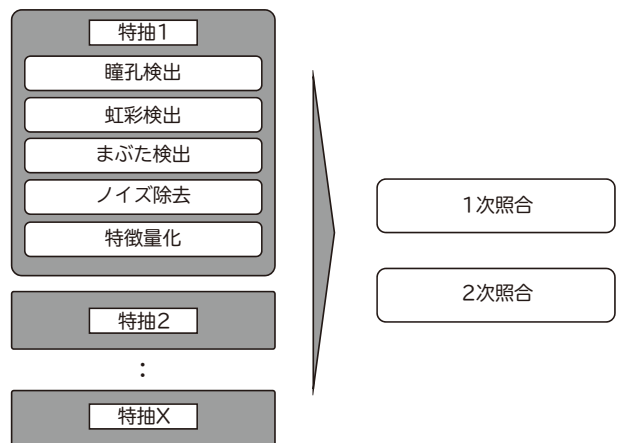 特抽1
瞳孔検出
虹彩検出
まぶた検出
ノイズ除去
特徴量化
特抽2
：
特抽X
1次照合
2次照合